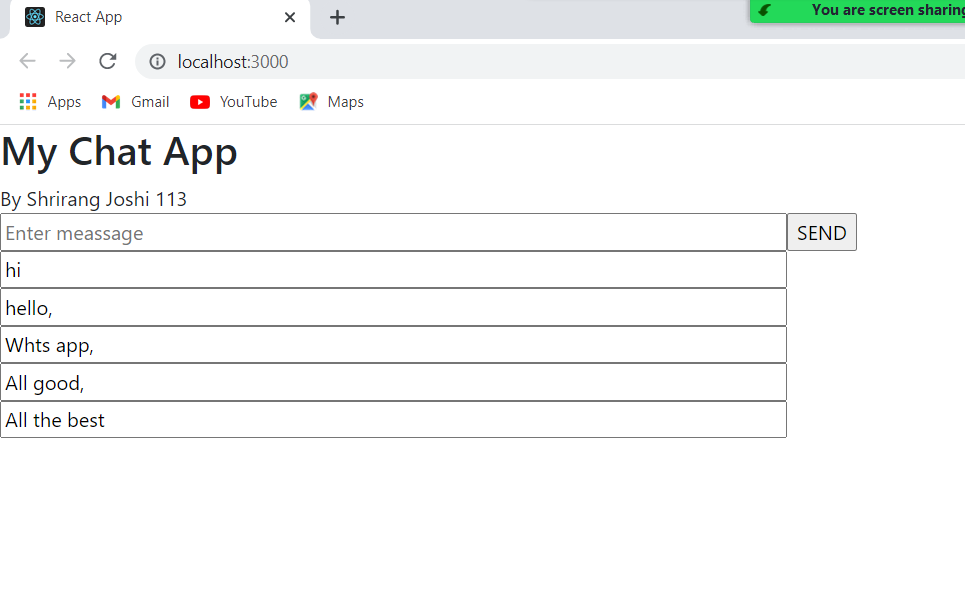 React App
You are screen sharing
localhost:3000
Apps Gmail YouTube Maps
My Chat App
By Shrirang Joshi 113
Enter meassage SEND
hi
hello,
Whts app,
All good,
All the best